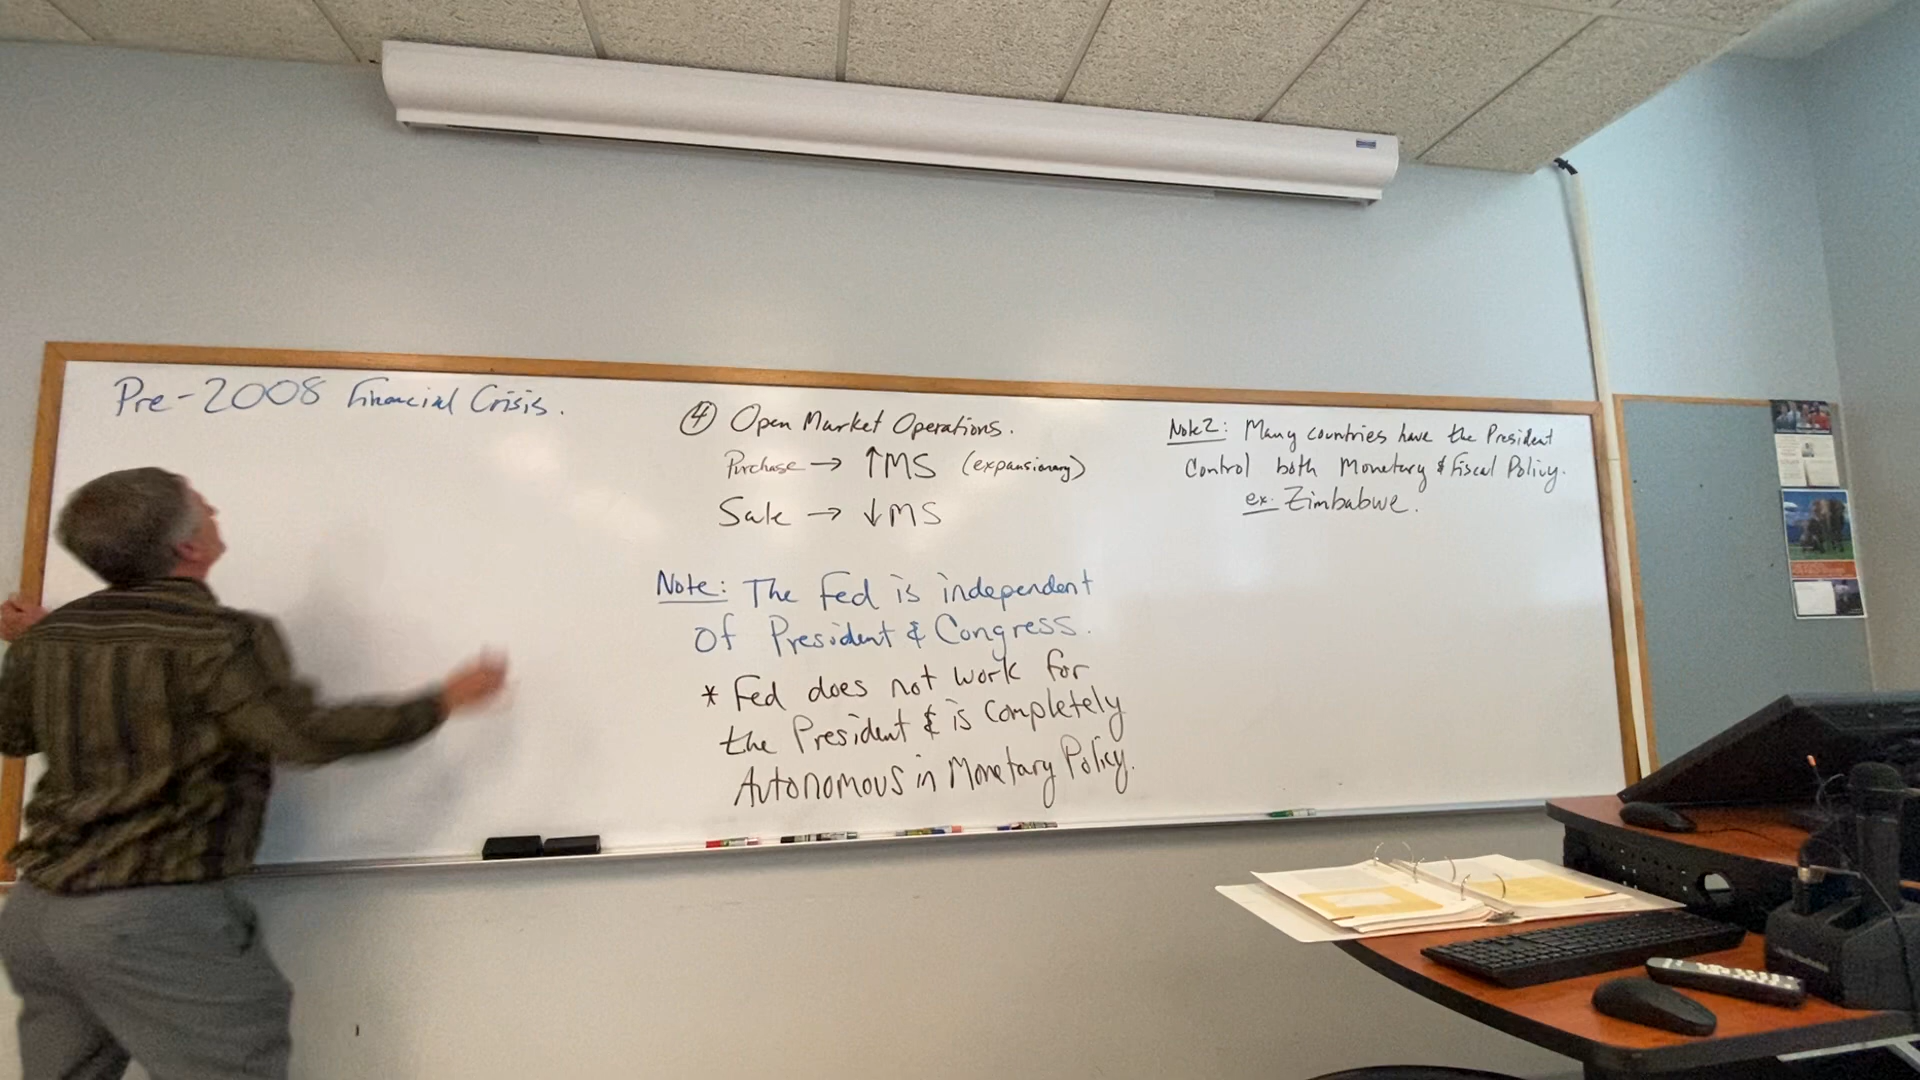 Pre-2008 Financial Crisis.
④ Open Market Operations.
Purchase → ↑MS (expansionary)
Sale → ↓MS
Note: The Fed is independent
of President & Congress.
* Fed does not work for
the President & is completely
Autonomous in Monetary Policy.
Note 2: Many countries have the President
Control both Monetary & Fiscal Policy.
ex. Zimbabwe.